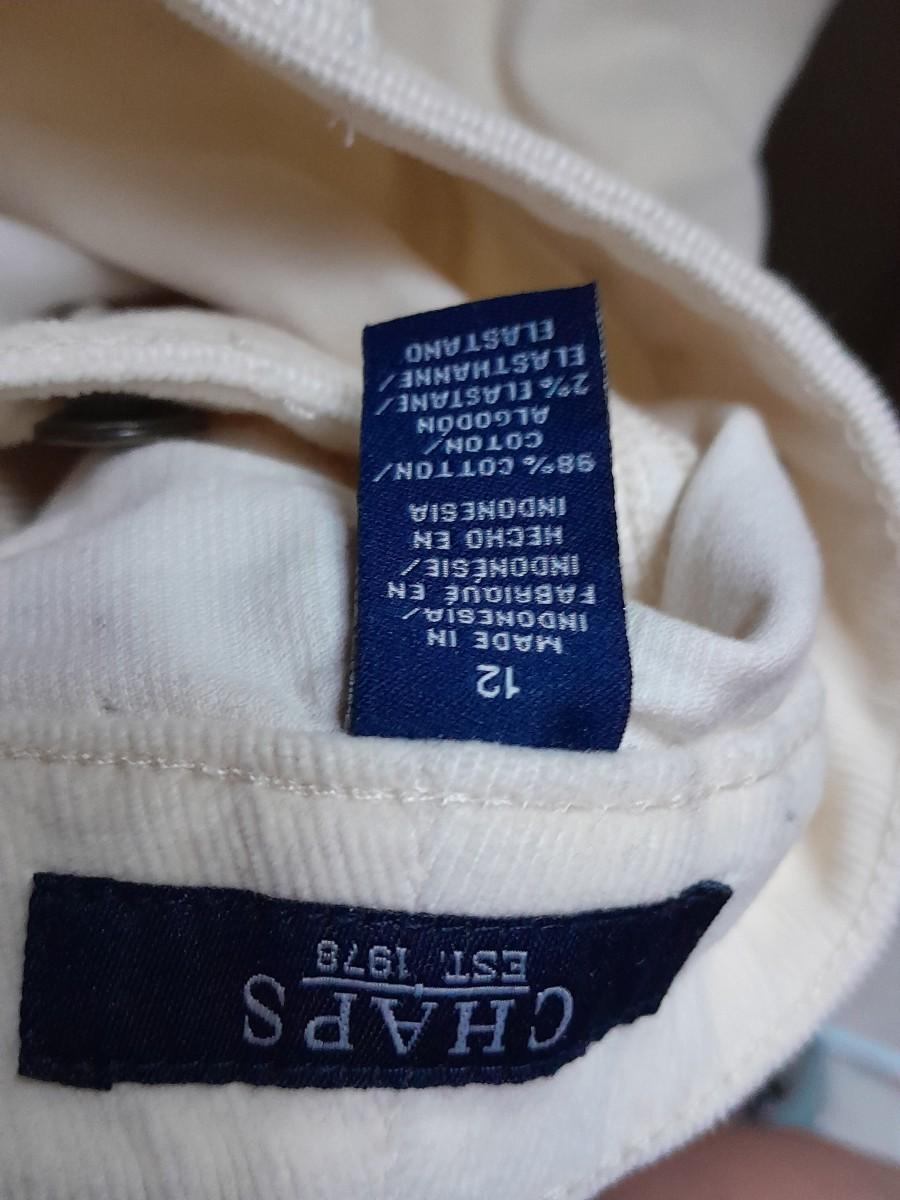 CHAPS
EST. 1978
12
MADE IN
INDONESIA/
FABRIQUÉ EN
INDONÉSIE/
HECHO EN
INDONESIA
98% COTTON/
COTON/
ALGODÓN
2% ELASTANE/
ELASTHANNE/
ELASTANO